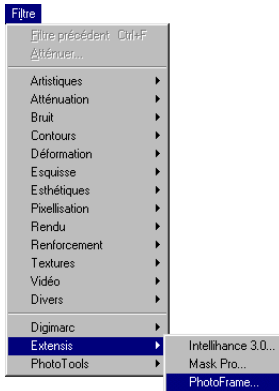 Filtre
Filtre précédent Ctrl+F
Atténuer...
Artistiques
Atténuation
Bruit
Contours
Déformation
Esquisse
Esthétiques
Pixellisation
Rendu
Renforcement
Textures
Vidéo
Divers
Digimarc
Extensis
PhotoTools
Intellihance 3.0...
Mask Pro...
PhotoFrame...